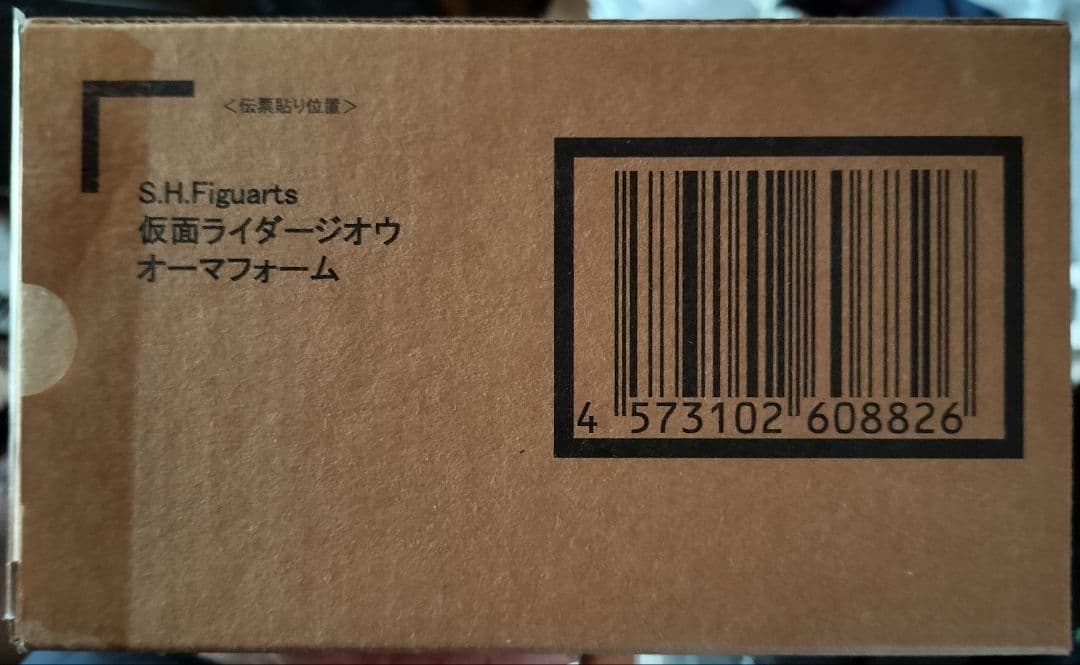 <伝票貼り位置>
S.H.Figuarts
仮面ライダージオウ
オーマフォーム
4 573102 608826